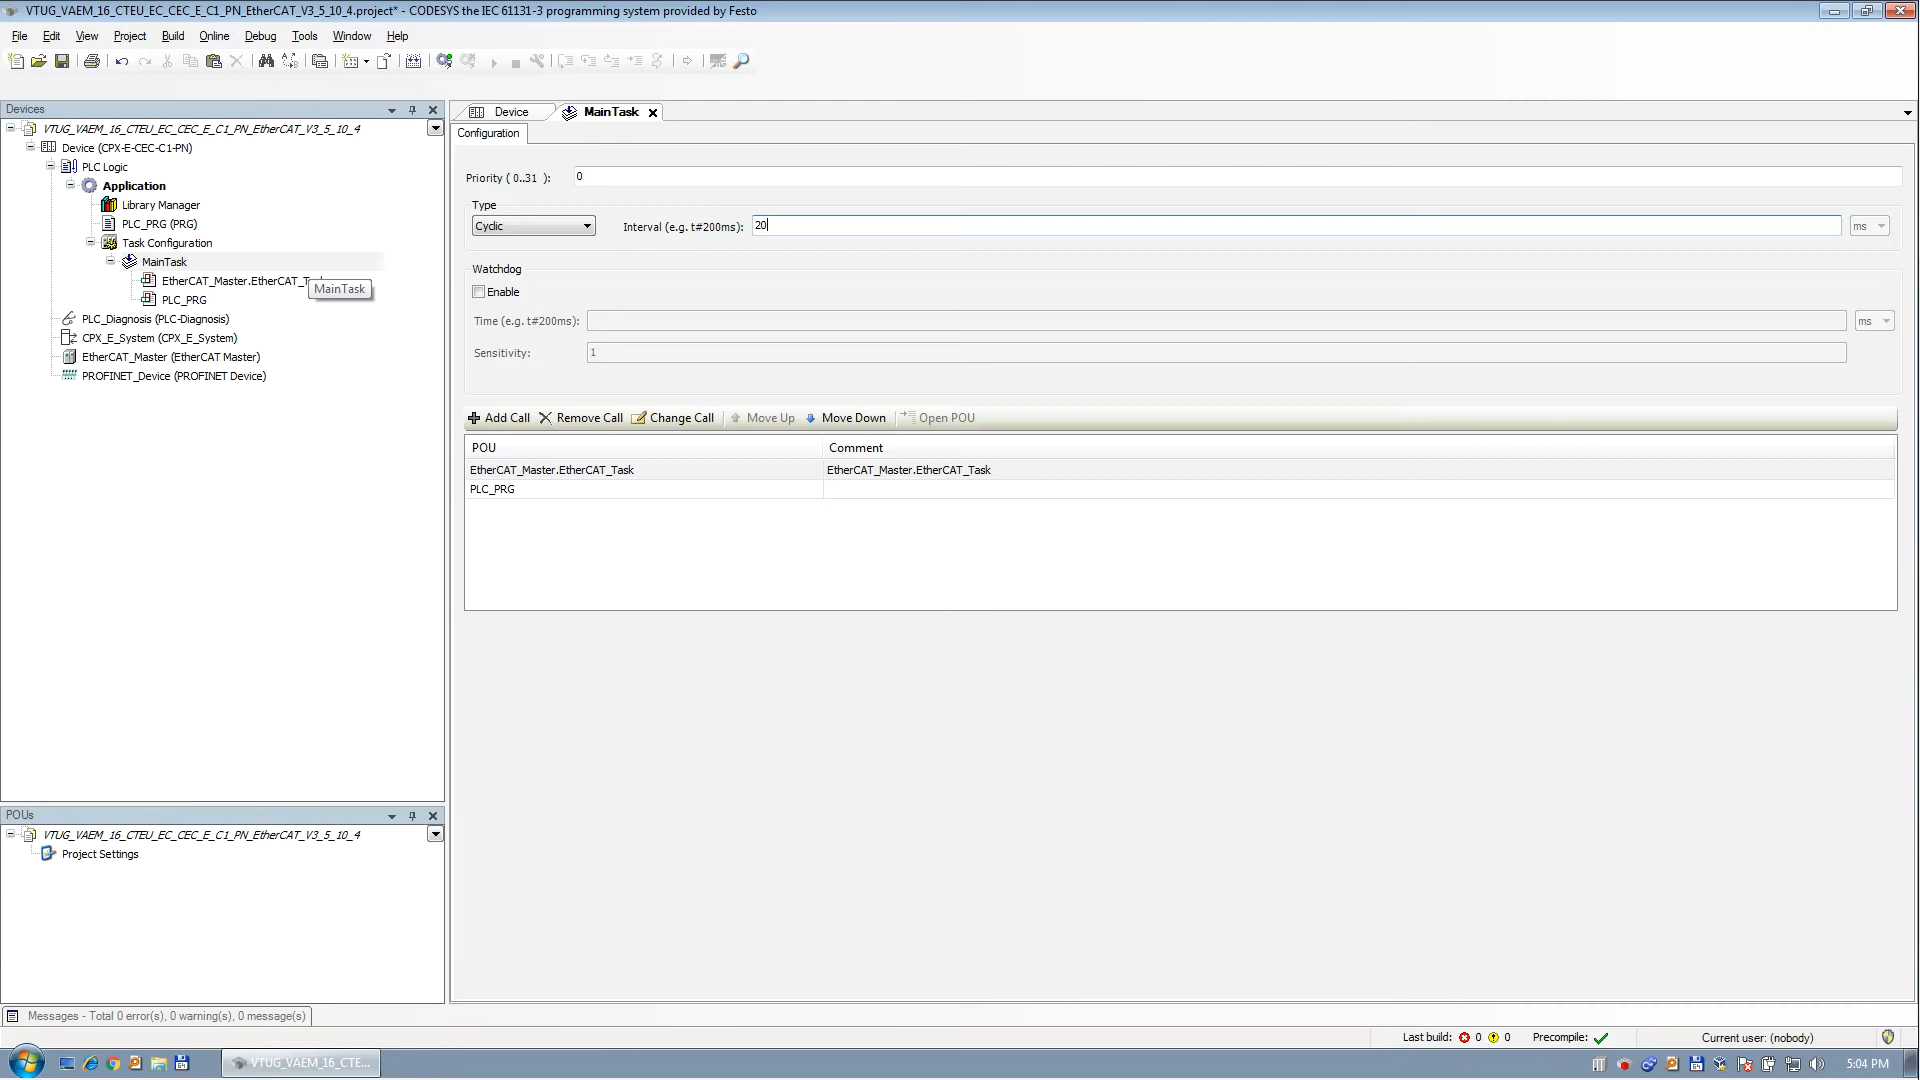 VTUG_VAEM_16_CTEU_EC_CEC_E_C1_PN_EtherCAT_V3_5_10_4.project* - CODESYS the IEC 61131-3 programming system provided by Festo
File Edit View Project Build Online Debug Tools Window Help
Devices
VTUG_VAEM_16_CTEU_EC_CEC_E_C1_PN_EtherCAT_V3_5_10_4
Device (CPX-E-CEC-C1-PN)
PLC Logic
Application
Library Manager
PLC_PRG (PRG)
Task Configuration
MainTask
EtherCAT_Master.EtherCAT_T
MainTask
PLC_PRG
PLC_Diagnosis (PLC-Diagnosis)
CPX_E_System (CPX_E_System)
EtherCAT_Master (EtherCAT Master)
PROFINET_Device (PROFINET Device)
POUs
VTUG_VAEM_16_CTEU_EC_CEC_E_C1_PN_EtherCAT_V3_5_10_4
Project Settings
Device MainTask
Configuration
Priority ( 0..31 ): 0
Type
Cyclic Interval (e.g. t#200ms): 20 ms
Watchdog
Enable
Time (e.g. t#200ms): ms
Sensitivity: 1
Add Call Remove Call Change Call Move Up Move Down Open POU
POU Comment
EtherCAT_Master.EtherCAT_Task EtherCAT_Master.EtherCAT_Task
PLC_PRG
Messages - Total 0 error(s), 0 warning(s), 0 message(s)
Last build: 0 0 Precompile: Current user: (nobody)
VTUG_VAEM_16_CTE... 5:04 PM